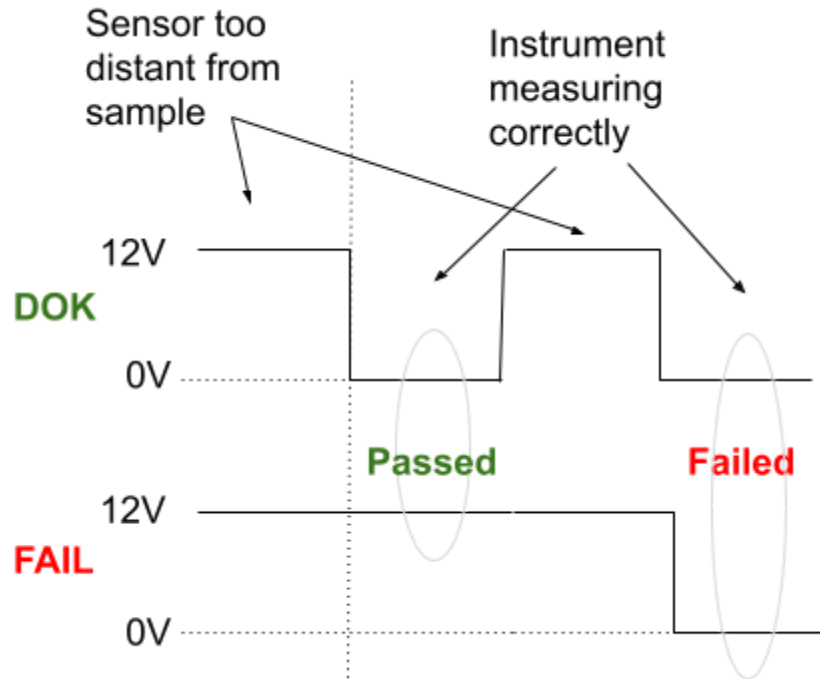 Sensor too
distant from
sample
Instrument
measuring
correctly
12V
DOK
0V
Passed
Failed
12V
FAIL
0V